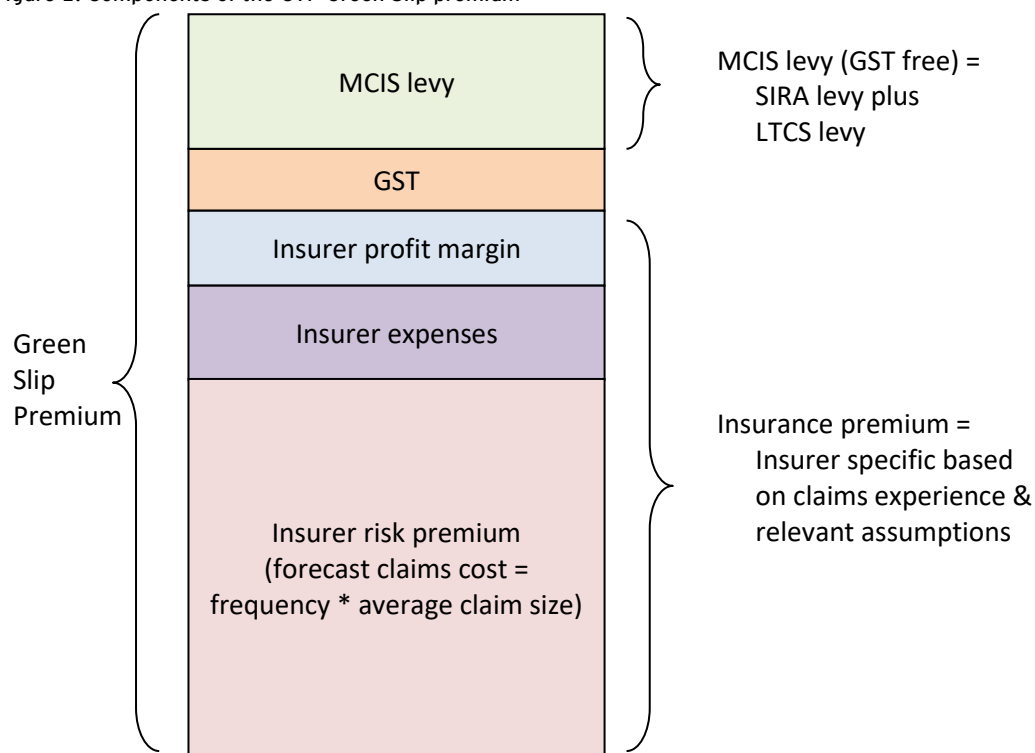 MCIS levy
MCIS levy (GST free) =
SIRA levy plus
LTCS levy
GST
Insurer profit margin
Insurer expenses
Green
Slip
Premium
Insurance premium =
Insurer specific based
on claims experience &
relevant assumptions
Insurer risk premium
(forecast claims cost =
frequency * average claim size)